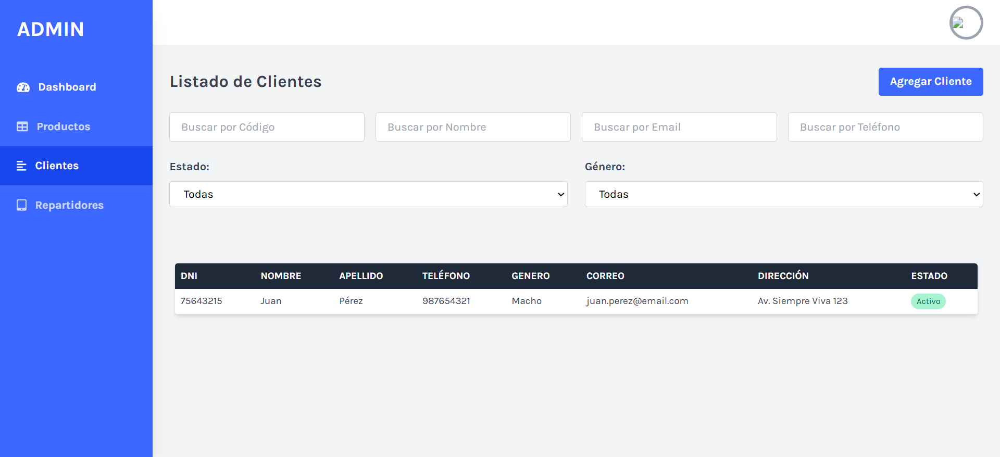 ADMIN
Dashboard
Productos
Clientes
Repartidores
Listado de Clientes
Agregar Cliente
Buscar por Código
Buscar por Nombre
Buscar por Email
Buscar por Teléfono
Estado:
Género:
Todas
Todas
DNI NOMBRE APELLIDO TELÉFONO GENERO CORREO DIRECCIÓN ESTADO
75643215 Juan Pérez 987654321 Macho juan.perez@email.com Av. Siempre Viva 123 Activo